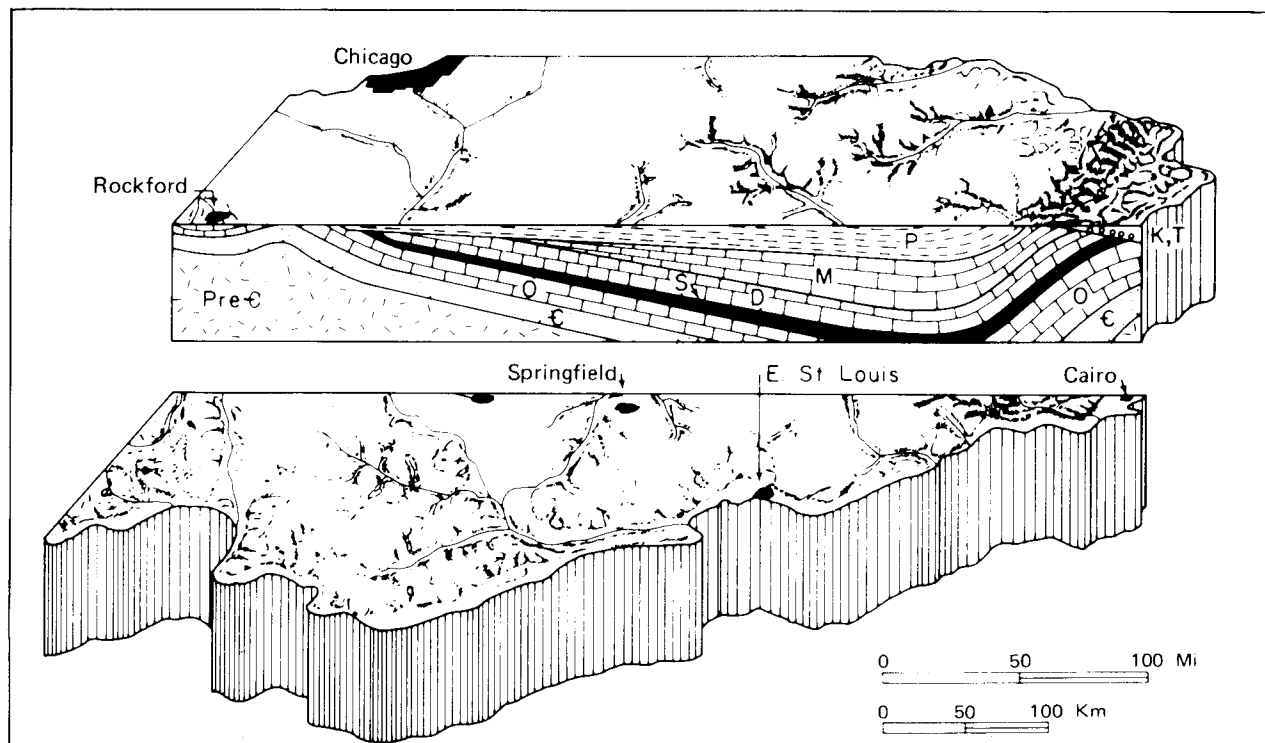 Chicago
Rockford
P
K,T
M
S
Pre-Є
O
D
O
Є
Є
Springfield
E. St Louis
Cairo
0 50 100 Mi
0 50 100 Km